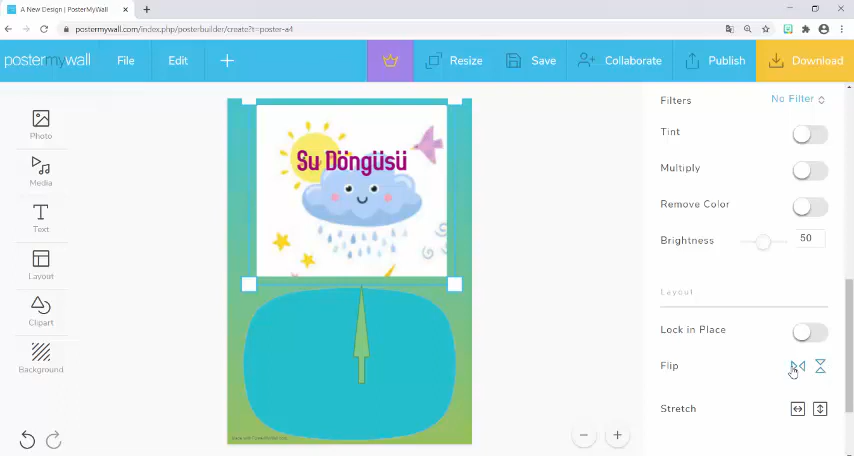 A New Design | PosterMyWall
postermywall.com/index.php/posterbuilder/create?t=poster-a4
postermywall
File
Edit
Resize
Save
Collaborate
Publish
Download
Photo
Media
Text
Layout
Clipart
Background
Su Döngüsü
Filters
No Filter
Tint
Multiply
Remove Color
Brightness
50
Layout
Lock in Place
Flip
Stretch